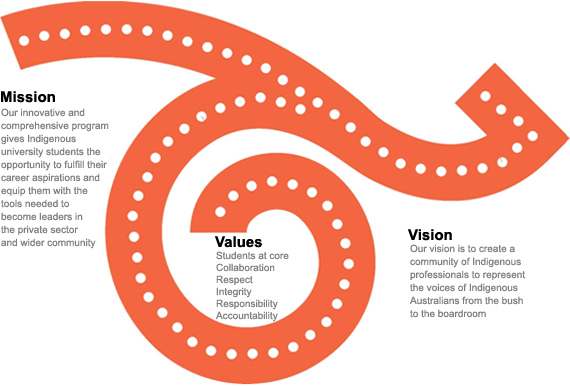 Mission
Our innovative and
comprehensive program
gives Indigenous
university students the
opportunity to fulfill their
career aspirations and
equip them with the
tools needed to
become leaders in
the private sector
and wider community
Values
Students at core
Collaboration
Respect
Integrity
Responsibility
Accountability
Vision
Our vision is to create a
community of Indigenous
professionals to represent
the voices of Indigenous
Australians from the bush
to the boardroom